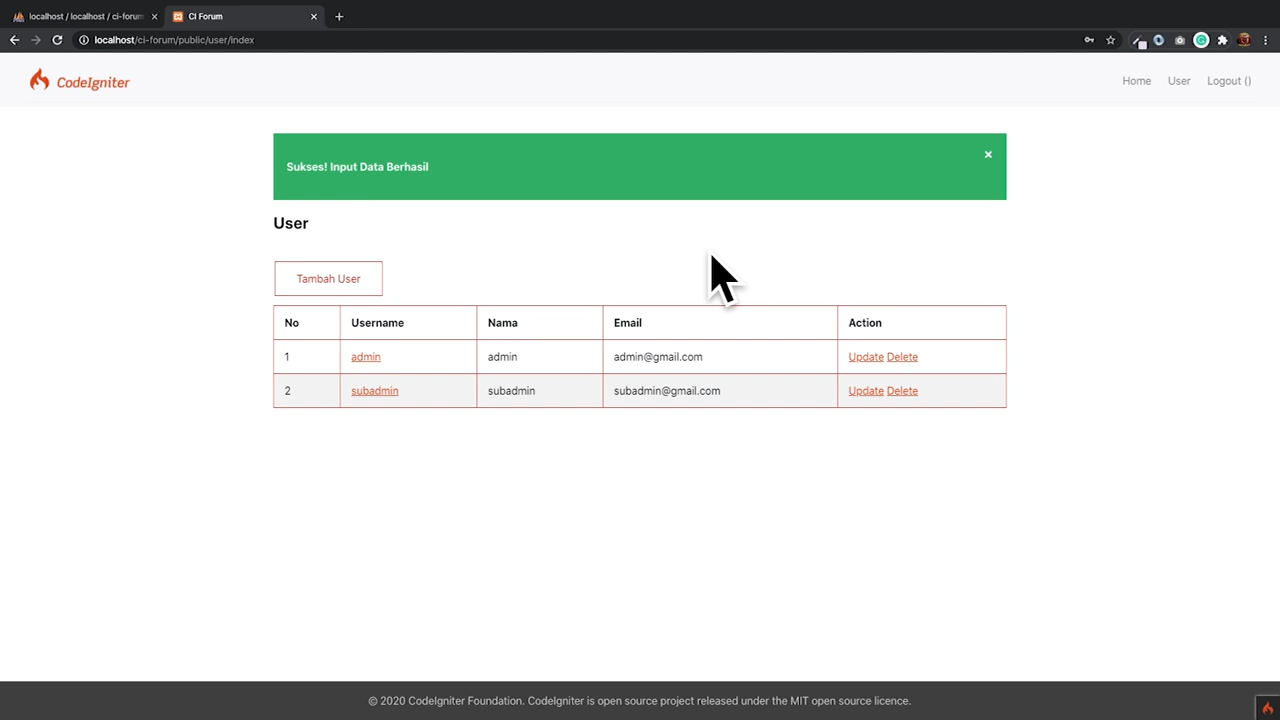 localhost / localhost / ci-forum
CI Forum
localhost/ci-forum/public/user/index
CodeIgniter
Home
User
Logout ()
Sukses! Input Data Berhasil
×
User
Tambah User
No Username Nama Email Action
1 admin admin admin@gmail.com Update Delete
2 subadmin subadmin subadmin@gmail.com Update Delete
© 2020 CodeIgniter Foundation. CodeIgniter is open source project released under the MIT open source licence.